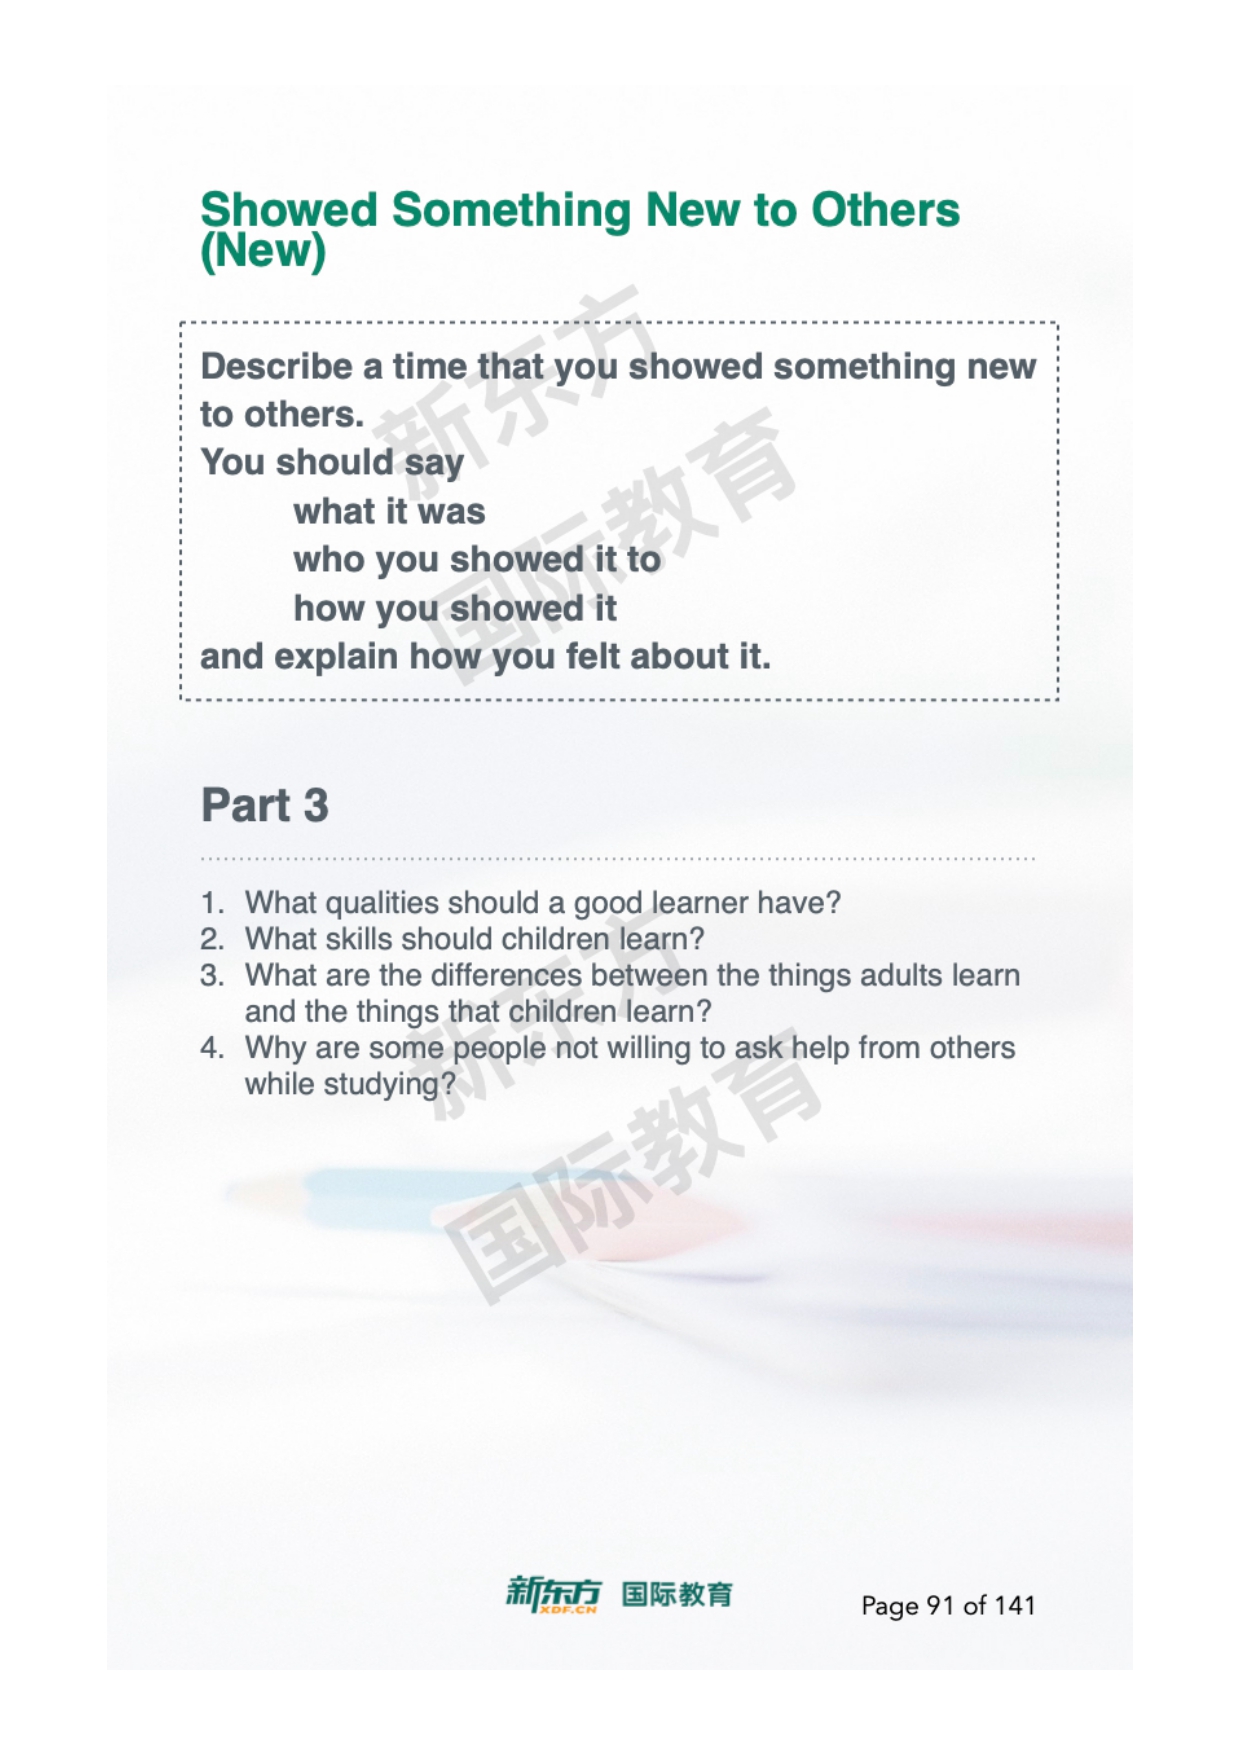 Showed Something New to Others
(New)
Describe a time that you showed something new
to others.
You should say
what it was
who you showed it to
how you showed it
and explain how you felt about it.
Part 3
1. What qualities should a good learner have?
2. What skills should children learn?
3. What are the differences between the things adults learn
and the things that children learn?
4. Why are some people not willing to ask help from others
while studying?
新东方
国际教育
新东方
国际教育
新东方 国际教育
XDF.CN
Page 91 of 141